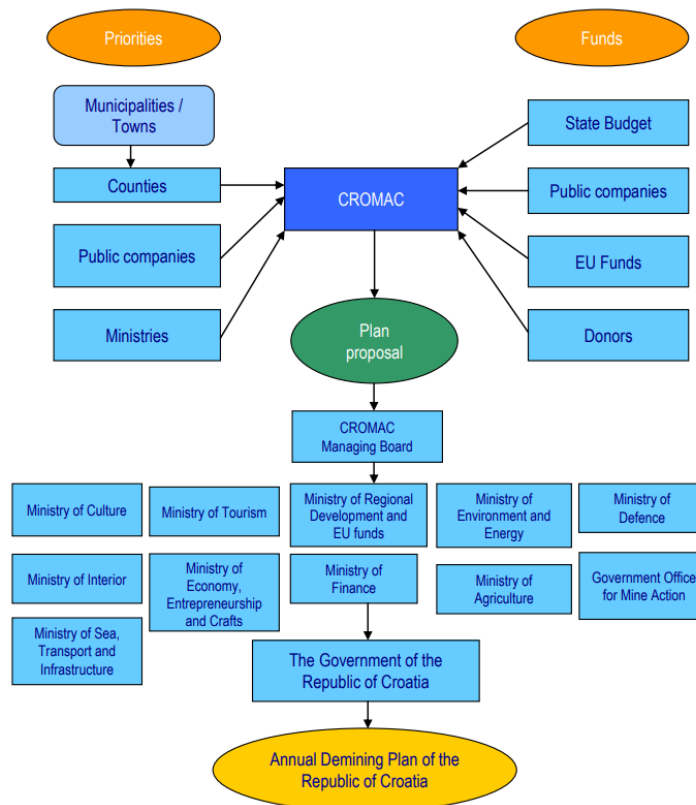 Priorities
Funds
Municipalities /
Towns
Counties
Public companies
Ministries
CROMAC
State Budget
Public companies
EU Funds
Donors
Plan
proposal
CROMAC
Managing Board
Ministry of Culture
Ministry of Tourism
Ministry of Regional
Development and
EU funds
Ministry of
Environment and
Energy
Ministry of
Defence
Ministry of Interior
Ministry of
Economy,
Entrepreneurship
and Crafts
Ministry of
Finance
Ministry of
Agriculture
Government Office
for Mine Action
Ministry of Sea,
Transport and
Infrastructure
The Government of the
Republic of Croatia
Annual Demining Plan of the
Republic of Croatia